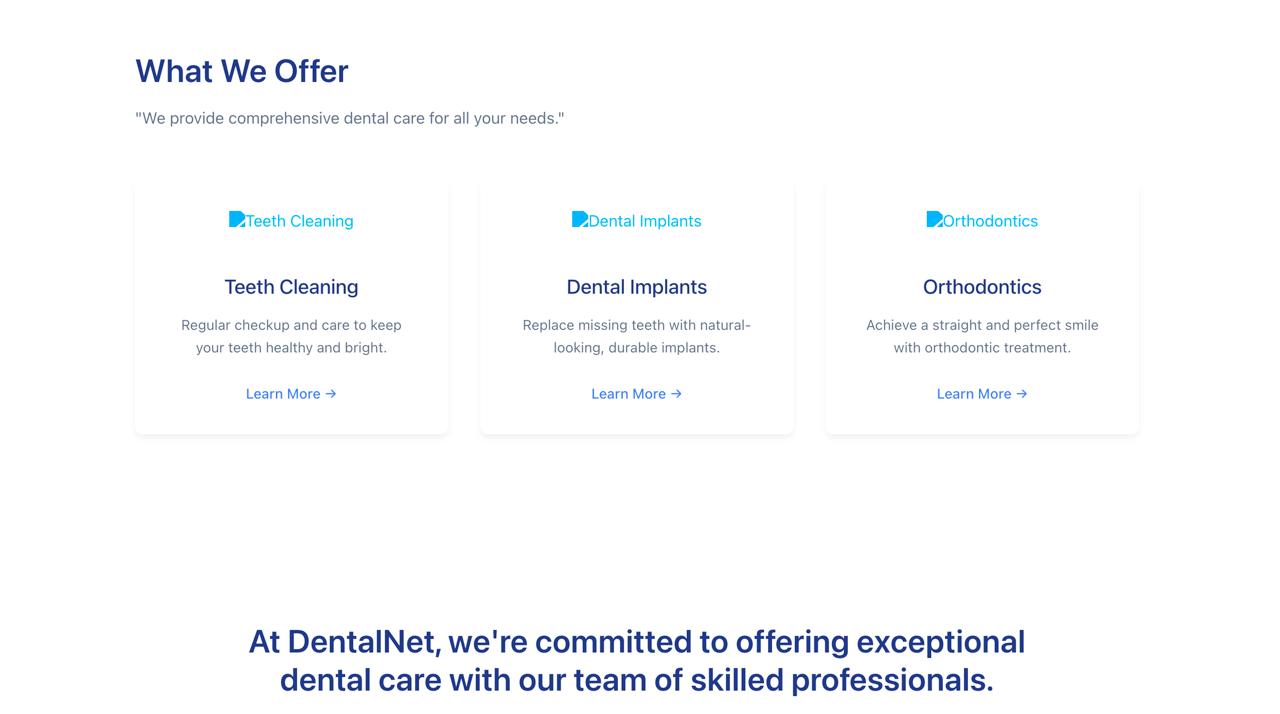 What We Offer
"We provide comprehensive dental care for all your needs."
Teeth Cleaning
Dental Implants
Orthodontics
Teeth Cleaning
Regular checkup and care to keep
your teeth healthy and bright.
Learn More →
Dental Implants
Replace missing teeth with natural-
looking, durable implants.
Learn More →
Orthodontics
Achieve a straight and perfect smile
with orthodontic treatment.
Learn More →
At DentalNet, we're committed to offering exceptional
dental care with our team of skilled professionals.